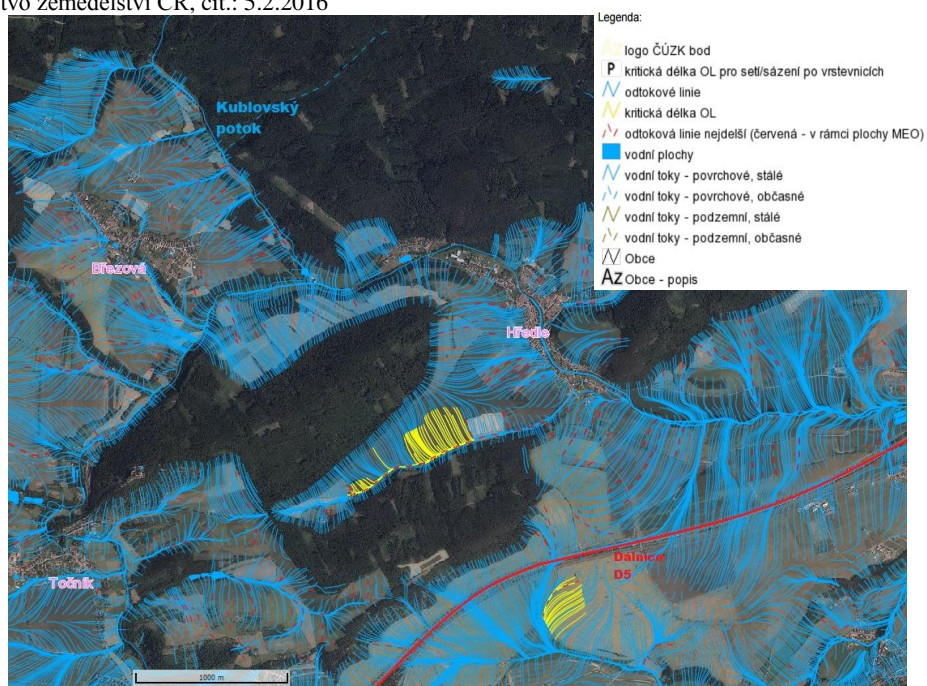 tvo zemědělství ČR, cit.: 5.2.2016
Legenda:
Az logo ČÚZK bod
P kritická délka OL pro setí/sázení po vrstevnicích
odtokové linie
kritická délka OL
odtoková linie nejdelší (červená - v rámci plochy MEO)
vodní plochy
vodní toky - povrchové, stálé
vodní toky - povrchové, občasné
vodní toky - podzemní, stálé
vodní toky - podzemní, občasné
Obce
Az Obce - popis
Kublovský
potok
Březová
Hředle
Dalnice
D5
Točník
1000 m